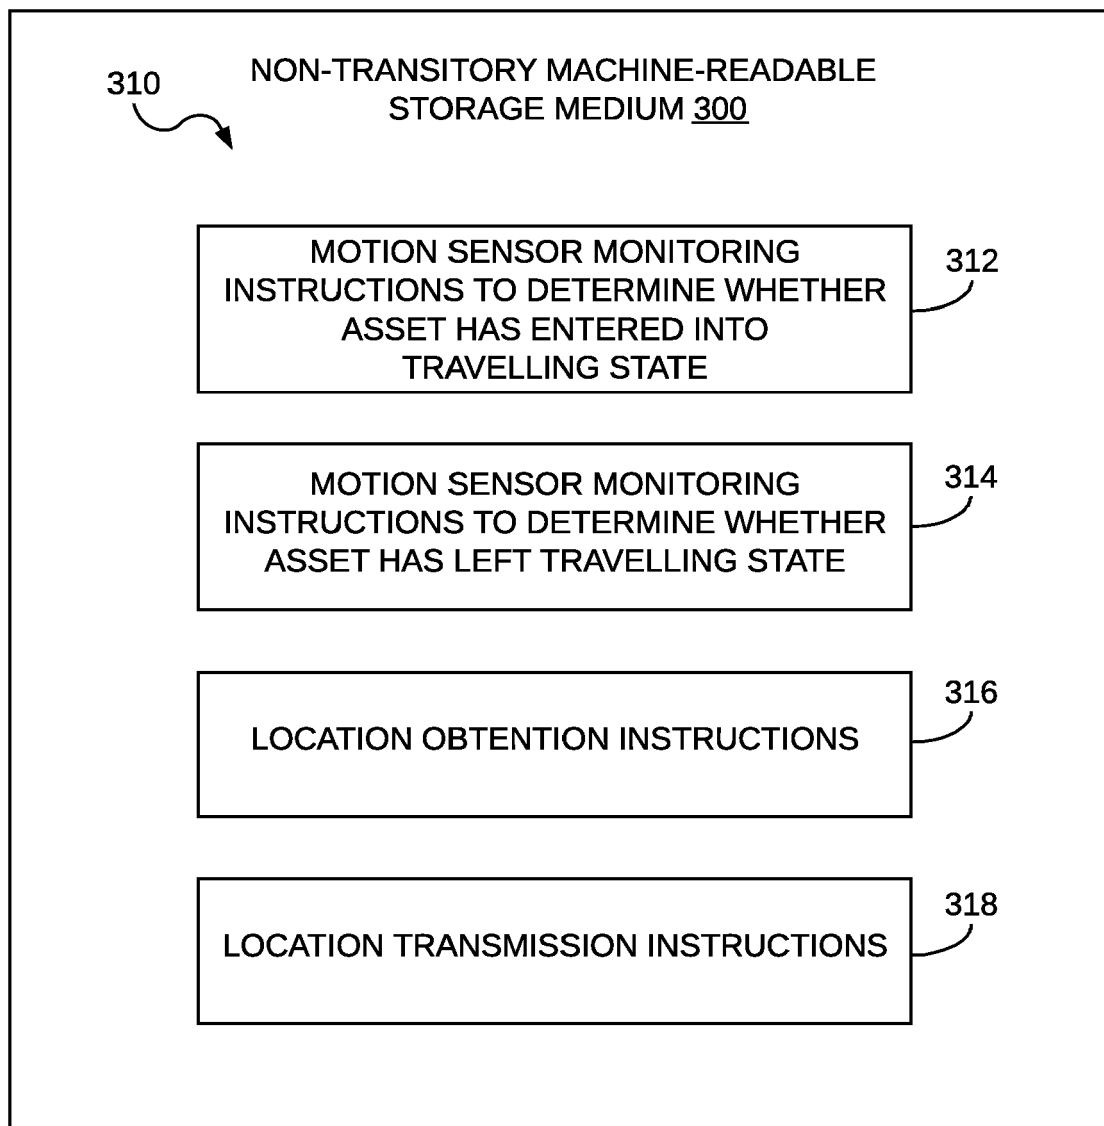 310
NON-TRANSITORY MACHINE-READABLE
STORAGE MEDIUM 300
MOTION SENSOR MONITORING
INSTRUCTIONS TO DETERMINE WHETHER
ASSET HAS ENTERED INTO
TRAVELLING STATE
312
MOTION SENSOR MONITORING
INSTRUCTIONS TO DETERMINE WHETHER
ASSET HAS LEFT TRAVELLING STATE
314
LOCATION OBTENTION INSTRUCTIONS
316
LOCATION TRANSMISSION INSTRUCTIONS
318